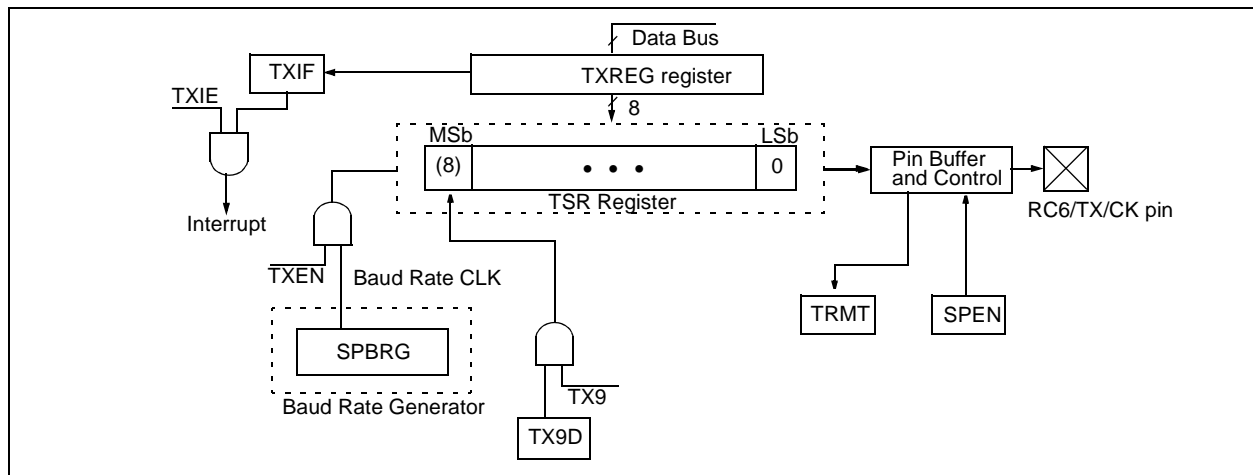 Data Bus
TXIF
TXREG register
TXIE
8
MSb
LSb
(8)
• • •
0
TSR Register
Pin Buffer
and Control
RC6/TX/CK pin
Interrupt
TXEN
Baud Rate CLK
TRMT
SPEN
SPBRG
TX9
Baud Rate Generator
TX9D